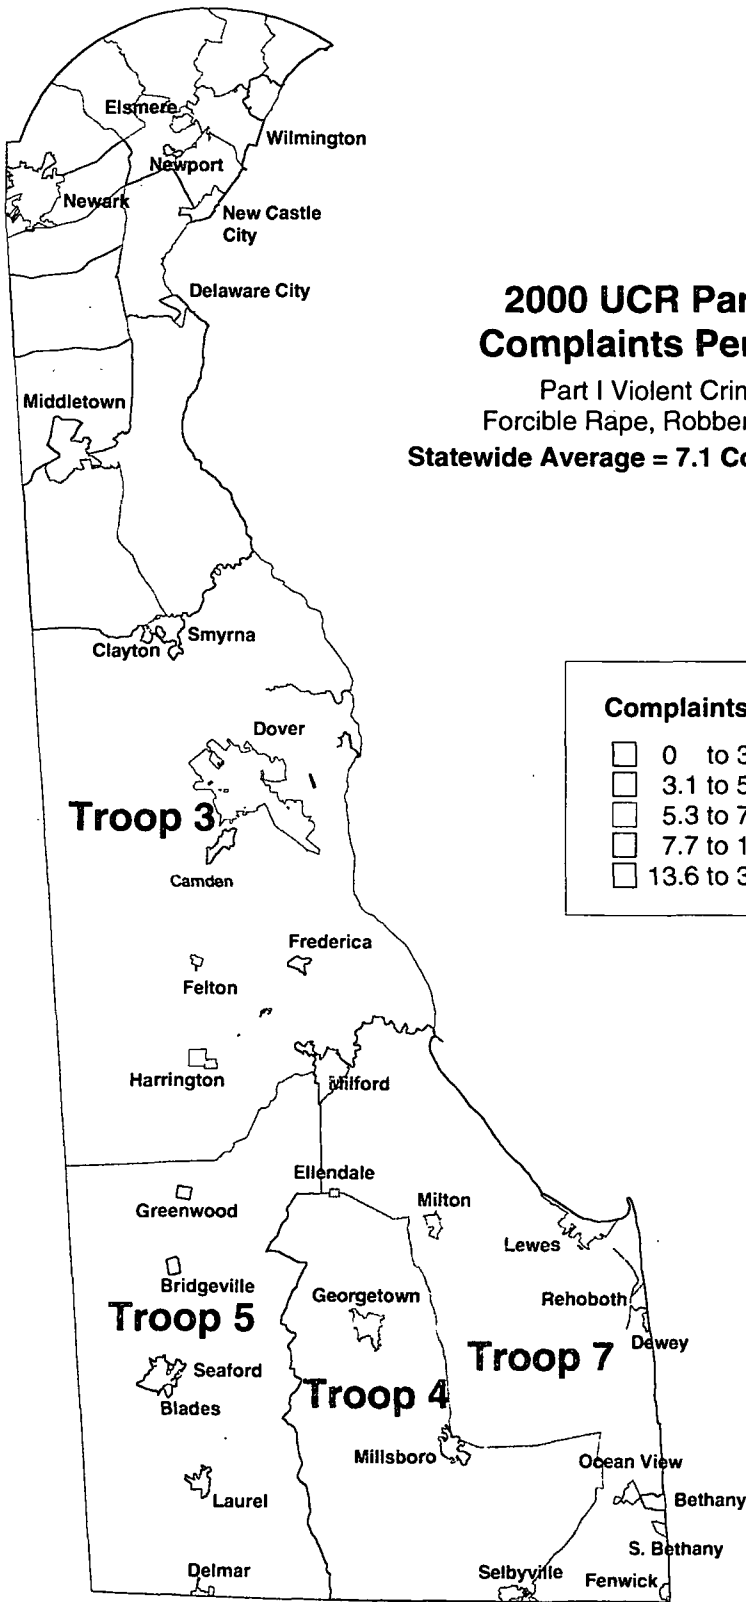 Elsmere
Wilmington
Newport
Newark
New Castle
City
Delaware City
2000 UCR Par
Complaints Per
Part I Violent Crin
Forcible Rape, Robber
Statewide Average = 7.1 Co
Middletown
Smyrna
Clayton
Complaints
0 to 3
3.1 to 5
5.3 to 7
7.7 to 1
13.6 to 3
Dover
Troop 3
Camden
Frederica
Felton
Harrington
Milford
Ellendale
Greenwood
Milton
Lewes
Bridgeville
Georgetown
Rehoboth
Troop 5
Dewey
Troop 7
Seaford
Troop 4
Blades
Millsboro
Ocean View
Laurel
Bethany
S. Bethany
Delmar
Selbyville
Fenwick